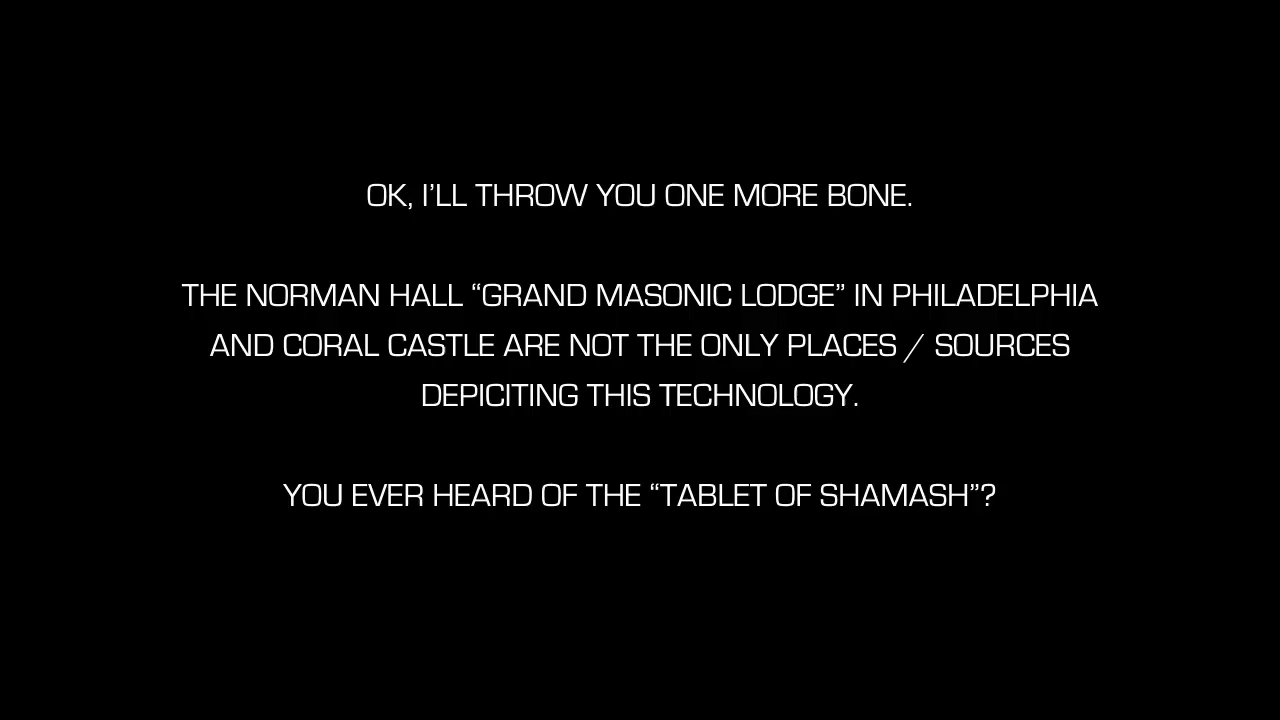 OK, I’LL THROW YOU ONE MORE BONE.
THE NORMAN HALL “GRAND MASONIC LODGE” IN PHILADELPHIA
AND CORAL CASTLE ARE NOT THE ONLY PLACES / SOURCES
DEPICITING THIS TECHNOLOGY.
YOU EVER HEARD OF THE “TABLET OF SHAMASH”?